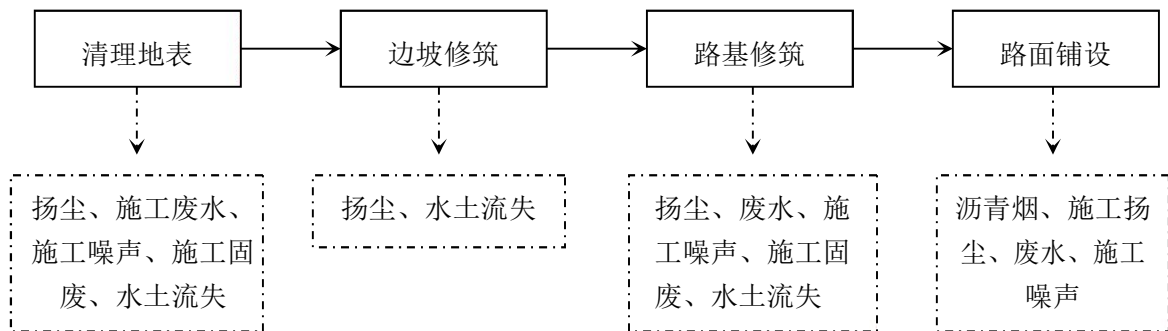 清理地表
边坡修筑
路基修筑
路面铺设
扬尘、施工废水、
施工噪声、施工固
废、水土流失
扬尘、水土流失
扬尘、废水、施
工噪声、施工固
废、水土流失
沥青烟、施工扬
尘、废水、施工
噪声